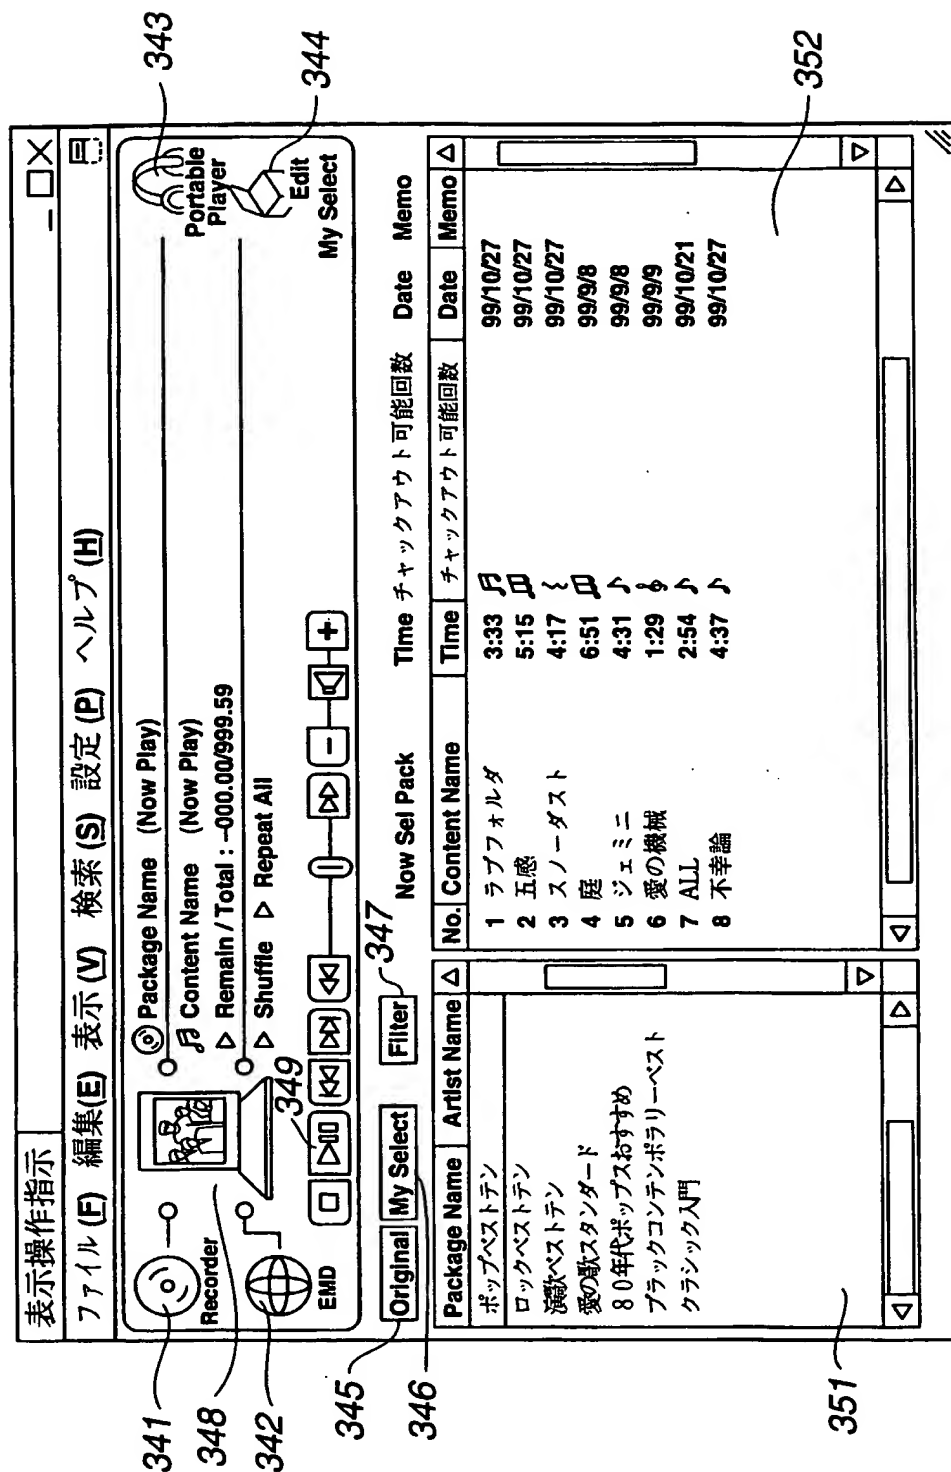 表示操作指示
ファイル(F) 編集(E) 表示(V) 検索(S) 設定(P) ヘルプ(H)
341
Recorder
348
342
EMD
Package Name (Now Play)
Content Name (Now Play)
Remain / Total : –000.00/999.59
Shuffle Repeat All
349
Portable
Player
343
Edit
344
My Select
345
Original
My Select
346
Filter
347
Now Sel Pack Time チャックアウト可能回数 Date Memo
Package Name Artist Name
ポップベストテン
ロックベストテン
演歌ベストテン
愛の歌スタンダード
80年代ポップスおすすめ
ブラックコンテンポラリーベスト
クラシック入門
351
No. Content Name Time チャックアウト可能回数 Date Memo
1 ラブフォルダ 3:33 99/10/27
2 五感 5:15 99/10/27
3 スノーダスト 4:17 99/10/27
4 庭 6:51 99/9/8
5 ジェミニ 4:31 99/9/8
6 愛の機械 1:29 99/9/9
7 ALL 2:54 99/10/21
8 不幸論 4:37 99/10/27
352